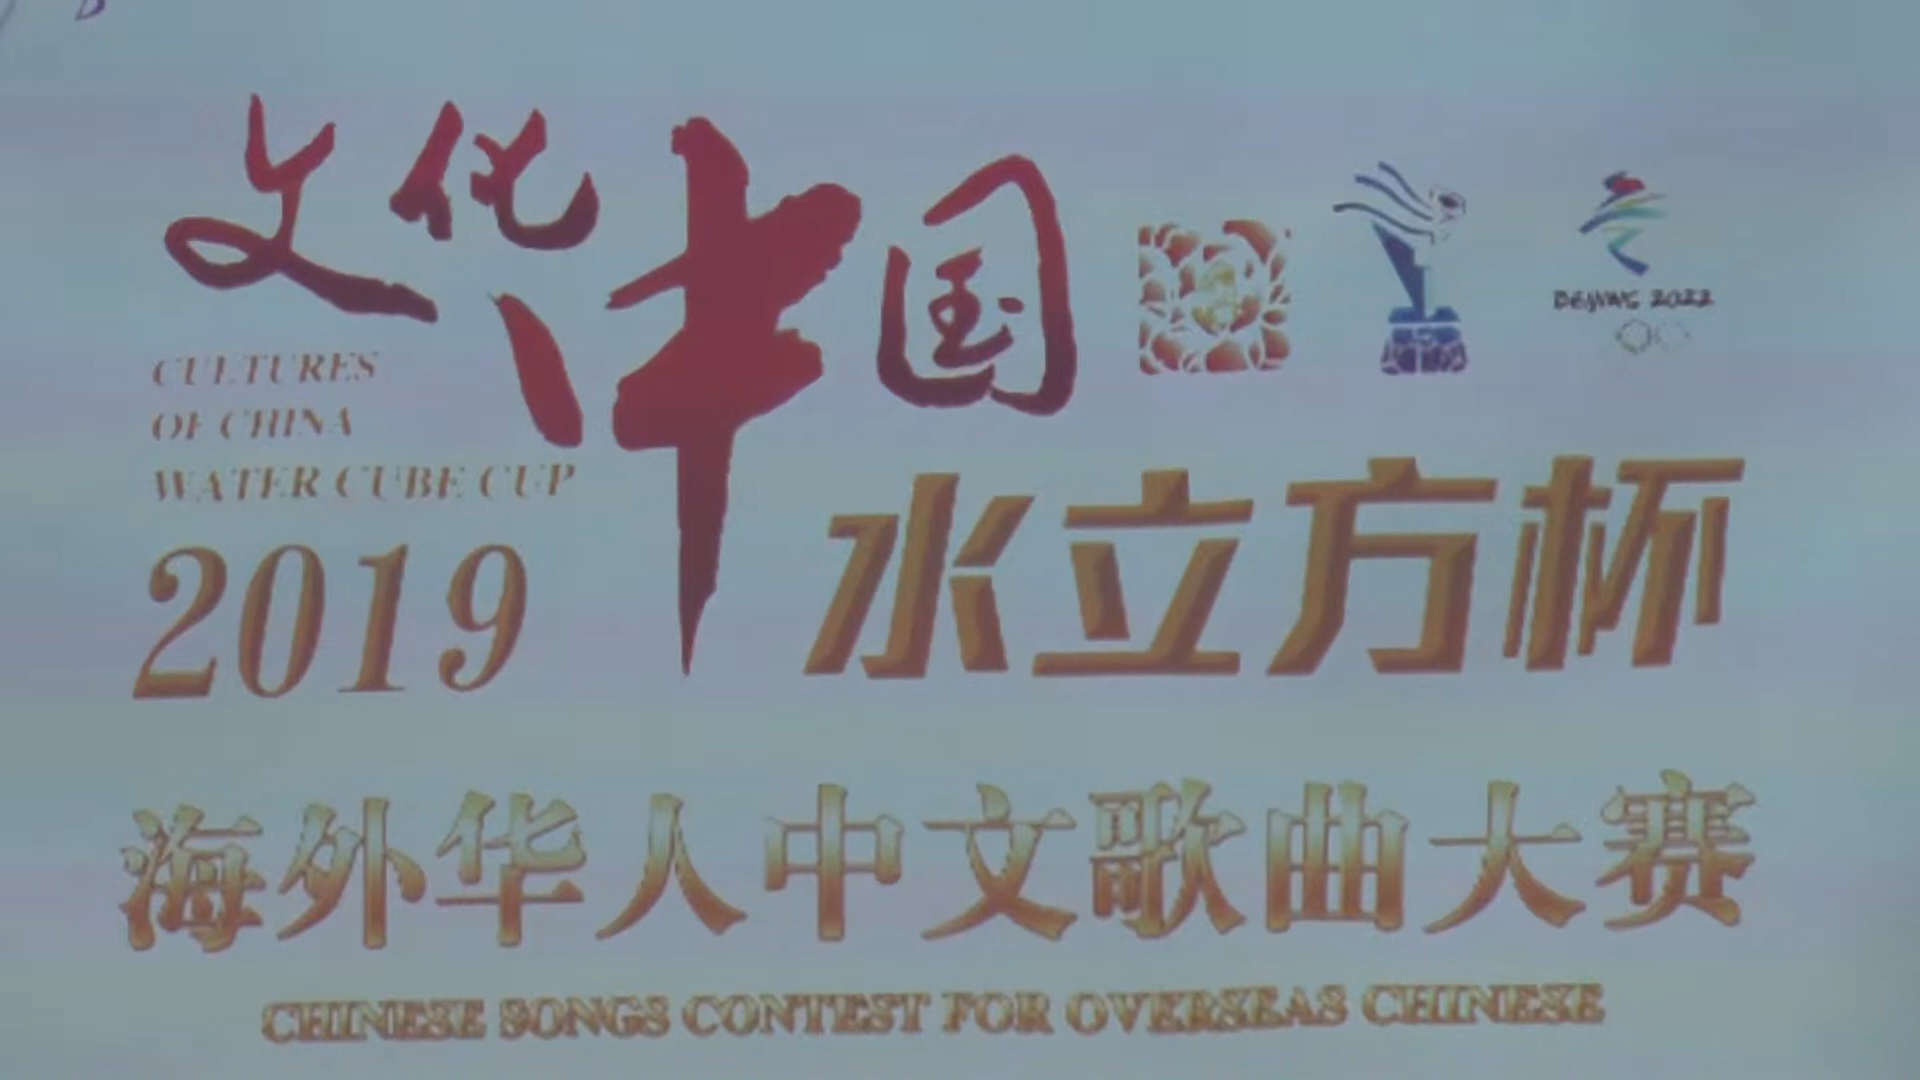 文化中国
BEIJING 2022
CULTURES
OF CHINA
WATER CUBE CUP
2019
水立方杯
海外华人中文歌曲大赛
CHINESE SONGS CONTEST FOR OVERSEAS CHINESE